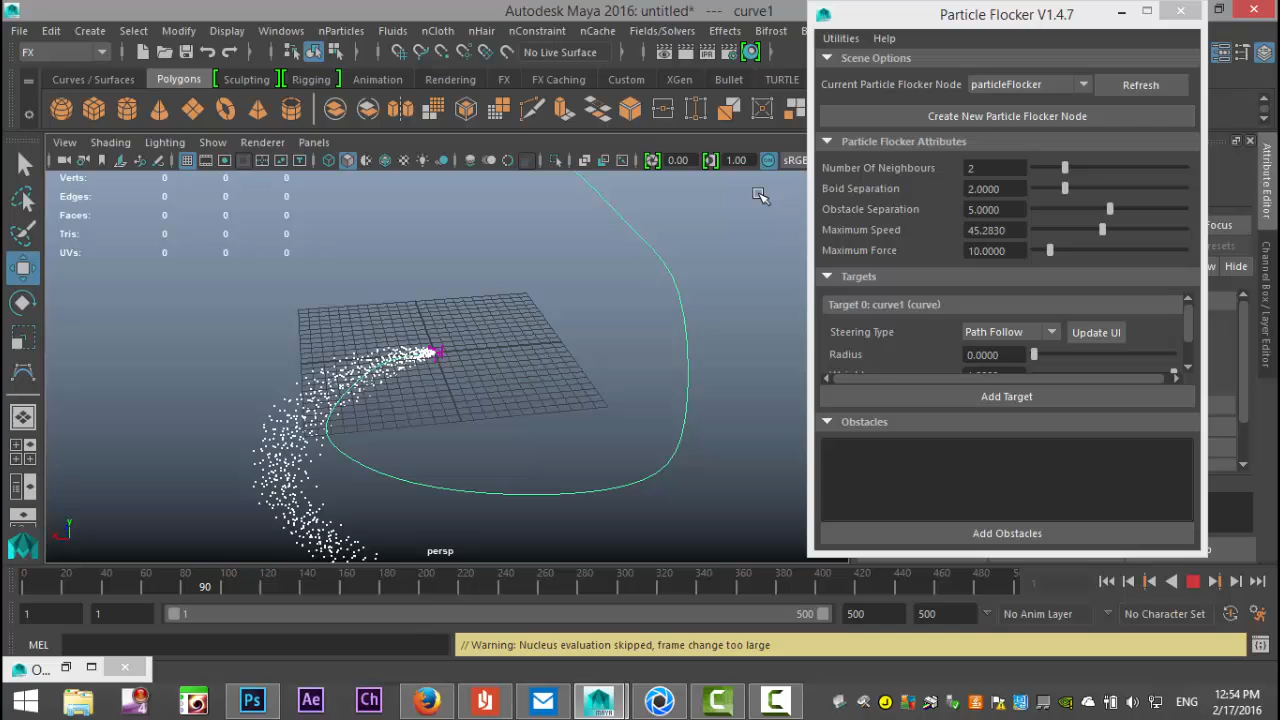 Autodesk Maya 2016: untitled* --- curve1
Particle Flocker V1.4.7
File Edit Create Select Modify Display Windows nParticles Fluids nCloth nHair nConstraint nCache Fields/Solvers Effects Bifrost
Utilities Help
FX
No Live Surface
IPR
Scene Options
Current Particle Flocker Node particleFlocker Refresh
Curves / Surfaces Polygons Sculpting Rigging Animation Rendering FX FX Caching Custom XGen Bullet TURTLE
Create New Particle Flocker Node
View Shading Lighting Show Renderer Panels
0.00 1.00 sRGB
Particle Flocker Attributes
Number Of Neighbours 2
Boid Separation 2.0000
Obstacle Separation 5.0000
Maximum Speed 45.2830
Maximum Force 10.0000
Verts: 0 0 0
Edges: 0 0 0
Faces: 0 0 0
Tris: 0 0 0
UVs: 0 0 0
Targets
Target 0: curve1 (curve)
Steering Type Path Follow Update UI
Radius 0.0000
Add Target
Obstacles
Add Obstacles
Attribute Editor
Channel Box / Layer Editor
Focus
Hide
y
persp
0 20 40 60 80 100 120 140 160 180 200 220 240 260 280 300 320 340 360 380 400 420 440 460 480 5
90
1
1 1 1 500 500 500 No Anim Layer No Character Set
MEL
// Warning: Nucleus evaluation skipped, frame change too large
O...
Ps Ae Ch MAYA
ENG
12:54 PM
2/17/2016